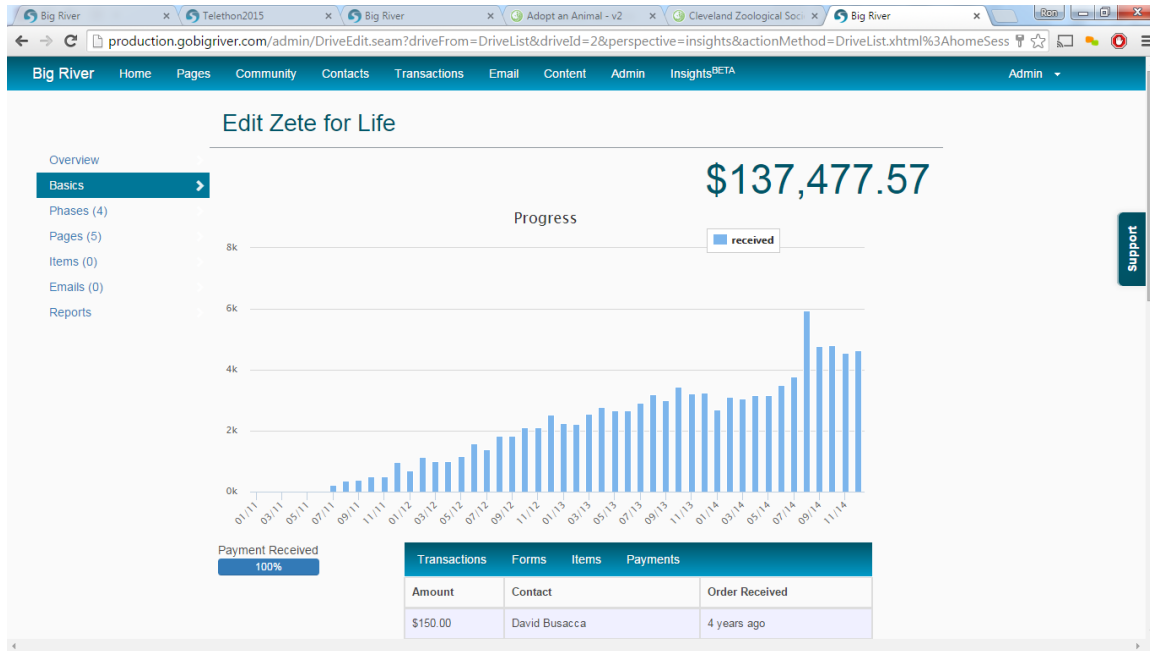 Big River
Telethon2015
Big River
Adopt an Animal - v2
Cleveland Zoological Soci
Big River
Ron
production.gobigriver.com/admin/DriveEdit.seam?driveFrom=DriveList&driveId=2&perspective=insights&actionMethod=DriveList.xhtml%3AhomeSess
Big River Home Pages Community Contacts Transactions Email Content Admin InsightsBETA Admin
Edit Zete for Life
Overview
Basics
Phases (4)
Pages (5)
Items (0)
Emails (0)
Reports
$137,477.57
Progress
received
8k
6k
4k
2k
0k
01/11 03/11 05/11 07/11 09/11 11/11 01/12 03/12 05/12 07/12 09/12 11/12 01/13 03/13 05/13 07/13 09/13 11/13 01/14 03/14 05/14 07/14 09/14 11/14
Support
Payment Received
100%
Transactions Forms Items Payments
Amount Contact Order Received
$150.00 David Busacca 4 years ago